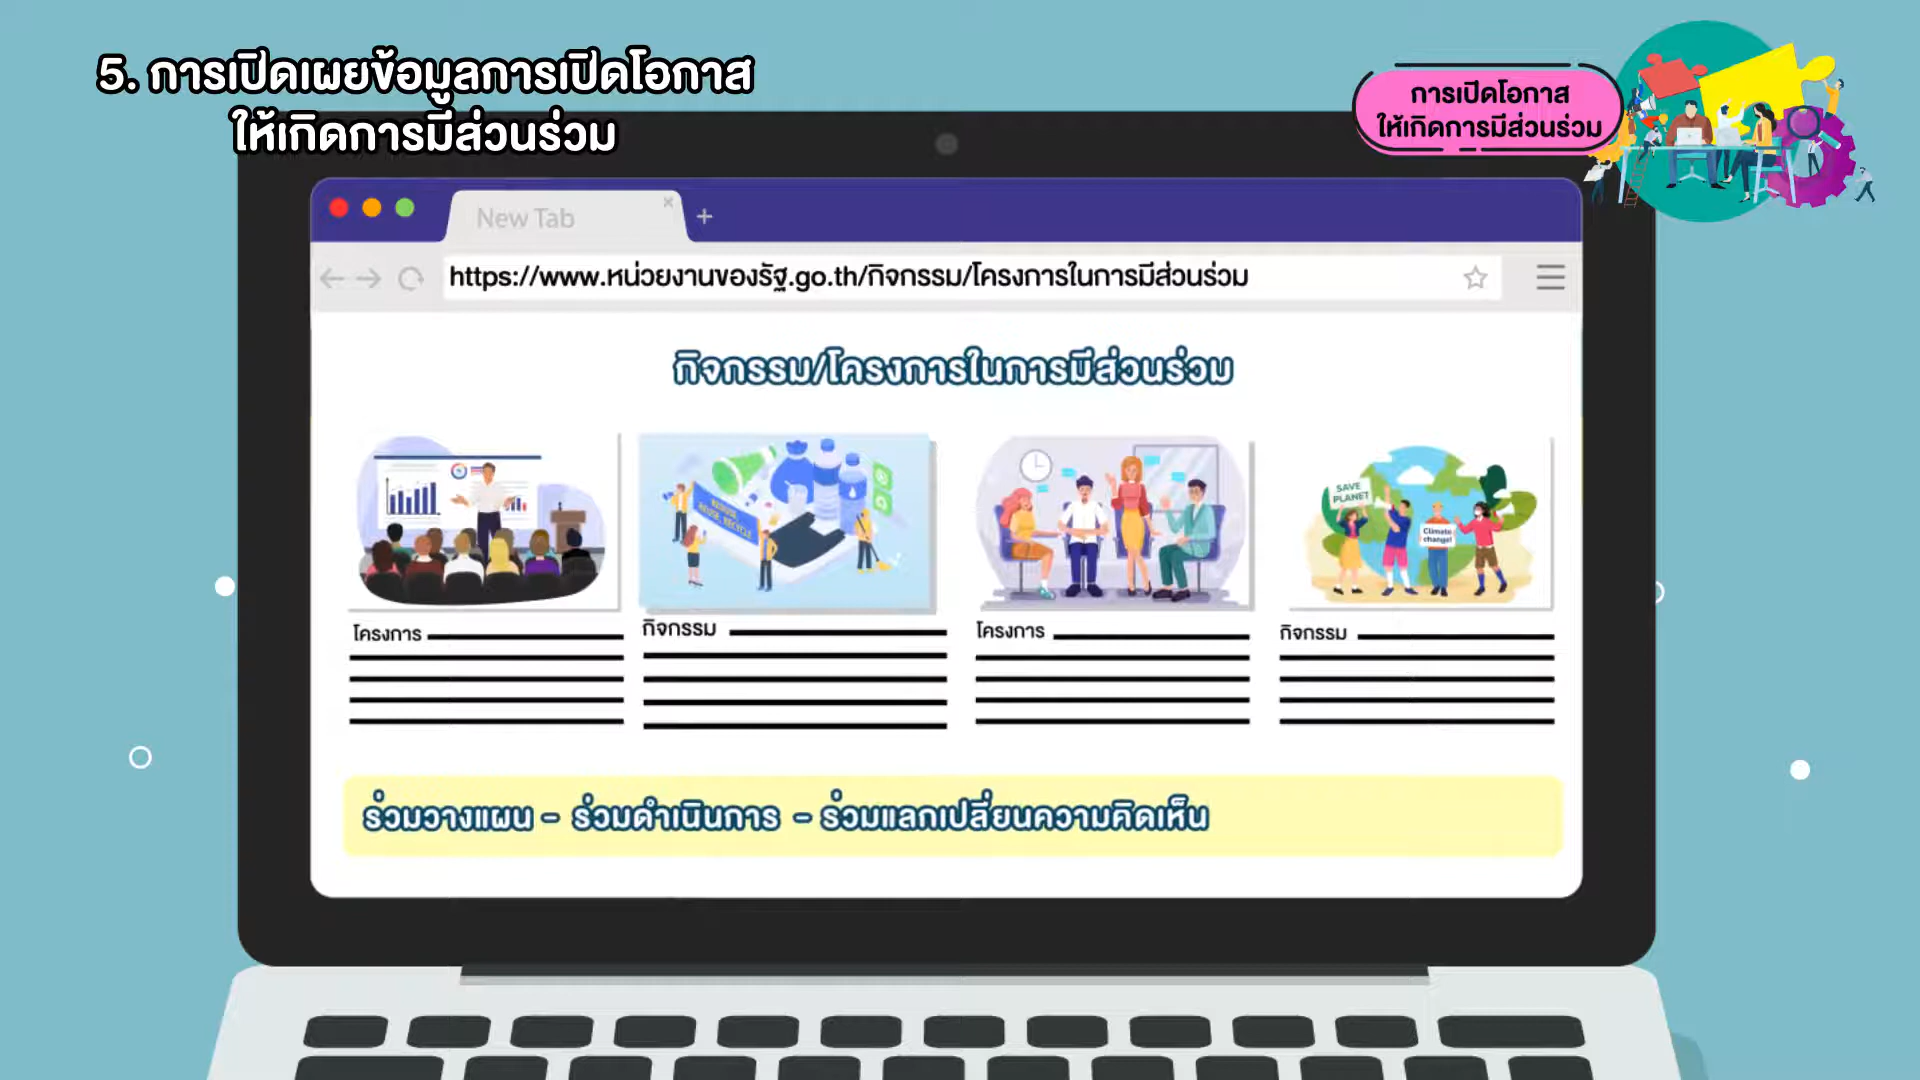 5. การเปิดเผยข้อมูลการเปิดโอกาส
ให้เกิดการมีส่วนร่วม
การเปิดโอกาส
ให้เกิดการมีส่วนร่วม
New Tab
https://www.หน่วยงานของรัฐ.go.th/กิจกรรม/โครงการในการมีส่วนร่วม
กิจกรรม/โครงการในการมีส่วนร่วม
SAVE
PLANET
Climate
change!
โครงการ
กิจกรรม
โครงการ
กิจกรรม
ร่วมวางแผน - ร่วมดำเนินการ - ร่วมแลกเปลี่ยนความคิดเห็น